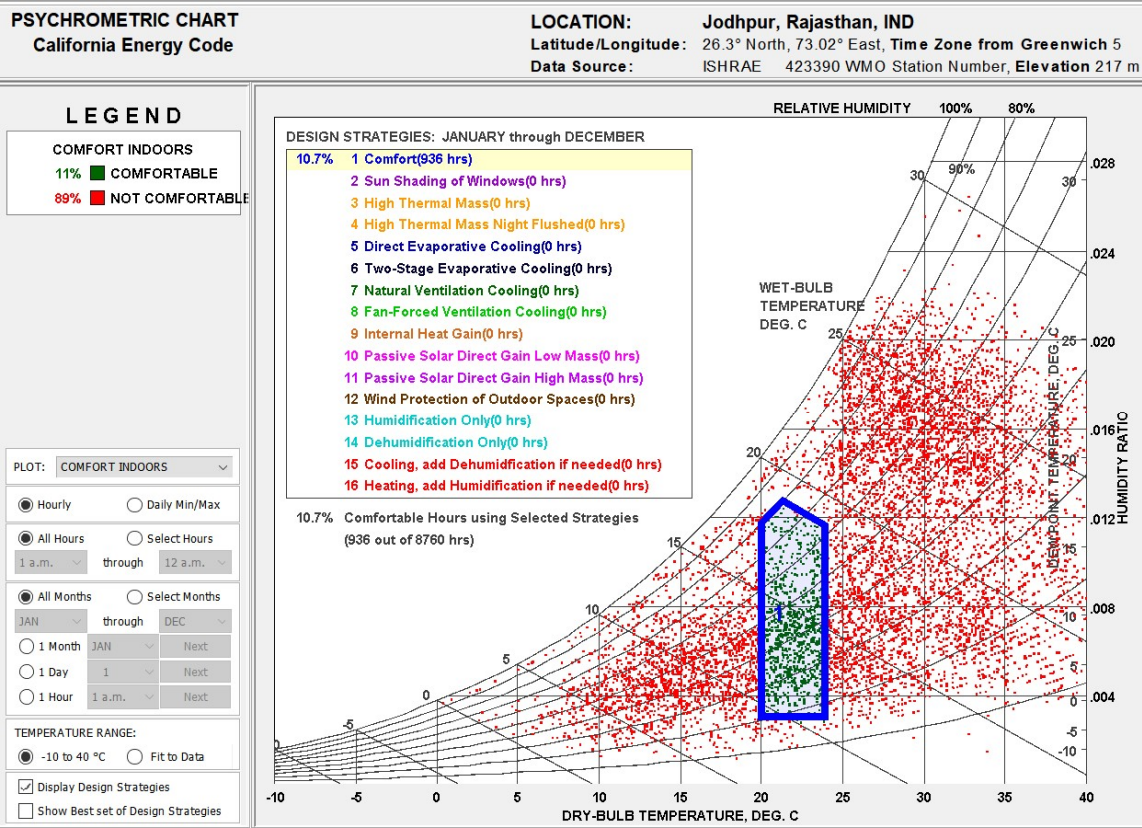 PSYCHROMETRIC CHART
California Energy Code
LOCATION: Jodhpur, Rajasthan, IND
Latitude/Longitude: 26.3° North, 73.02° East, Time Zone from Greenwich 5
Data Source: ISHRAE 423390 WMO Station Number, Elevation 217 m
LEGEND
COMFORT INDOORS
11% COMFORTABLE
89% NOT COMFORTABLE
PLOT: COMFORT INDOORS
Hourly Daily Min/Max
All Hours Select Hours
1 a.m. through 12 a.m.
All Months Select Months
JAN through DEC
1 Month JAN Next
1 Day 1 Next
1 Hour 1 a.m. Next
TEMPERATURE RANGE:
-10 to 40 °C Fit to Data
Display Design Strategies
Show Best set of Design Strategies
RELATIVE HUMIDITY 100% 80%
90%
DESIGN STRATEGIES: JANUARY through DECEMBER
10.7% 1 Comfort(936 hrs)
2 Sun Shading of Windows(0 hrs)
3 High Thermal Mass(0 hrs)
4 High Thermal Mass Night Flushed(0 hrs)
5 Direct Evaporative Cooling(0 hrs)
6 Two-Stage Evaporative Cooling(0 hrs)
7 Natural Ventilation Cooling(0 hrs)
8 Fan-Forced Ventilation Cooling(0 hrs)
9 Internal Heat Gain(0 hrs)
10 Passive Solar Direct Gain Low Mass(0 hrs)
11 Passive Solar Direct Gain High Mass(0 hrs)
12 Wind Protection of Outdoor Spaces(0 hrs)
13 Humidification Only(0 hrs)
14 Dehumidification Only(0 hrs)
15 Cooling, add Dehumidfication if needed(0 hrs)
16 Heating, add Humidification if needed(0 hrs)
10.7% Comfortable Hours using Selected Strategies
(936 out of 8760 hrs)
WET-BULB
TEMPERATURE
DEG. C
-5 0 5 10 15 20 25 30
1
DEWPOINT TEMPERATURE, DEG. C
30
25
20
15
10
5
0
-5
-10
HUMIDITY RATIO
.028
.024
.020
.016
.012
.008
.004
-10 -5 0 5 10 15 20 25 30 35 40
DRY-BULB TEMPERATURE, DEG. C